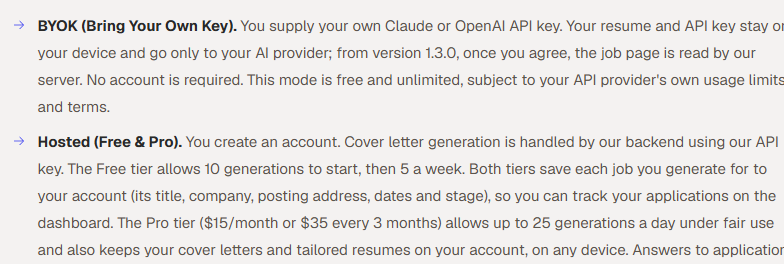 → BYOK (Bring Your Own Key). You supply your own Claude or OpenAI API key. Your resume and API key stay
your device and go only to your AI provider; from version 1.3.0, once you agree, the job page is read by our
server. No account is required. This mode is free and unlimited, subject to your API provider's own usage limits
and terms.
→ Hosted (Free & Pro). You create an account. Cover letter generation is handled by our backend using our API
key. The Free tier allows 10 generations to start, then 5 a week. Both tiers save each job you generate for to
your account (its title, company, posting address, dates and stage), so you can track your applications on the
dashboard. The Pro tier ($15/month or $35 every 3 months) allows up to 25 generations a day under fair use
and also keeps your cover letters and tailored resumes on your account, on any device. Answers to